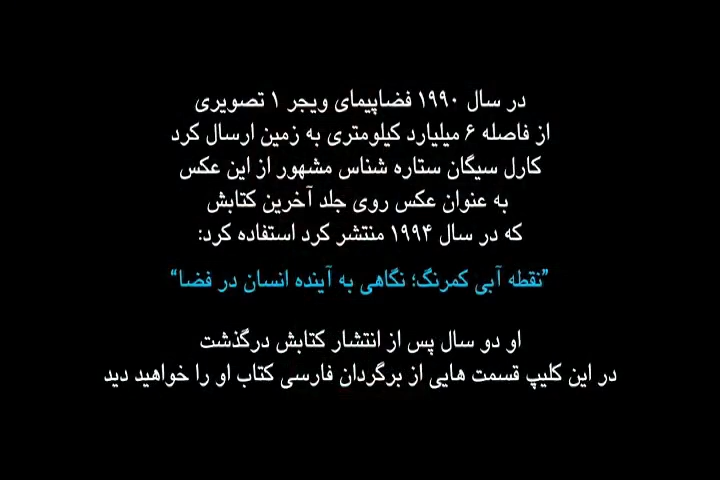 در سال ۱۹۹۰ فضاپیمای ویجر ۱ تصویری
از فاصله ۶ میلیارد کیلومتری به زمین ارسال کرد
کارل سیگان ستاره شناس مشهور از این عکس
به عنوان عکس روی جلد آخرین کتابش
که در سال ۱۹۹۴ منتشر کرد استفاده کرد:
”نقطه آبی کمرنگ؛ نگاهی به آینده انسان در فضا“
او دو سال پس از انتشار کتابش درگذشت
در این کلیپ قسمت هایی از برگردان فارسی کتاب او را خواهید دید